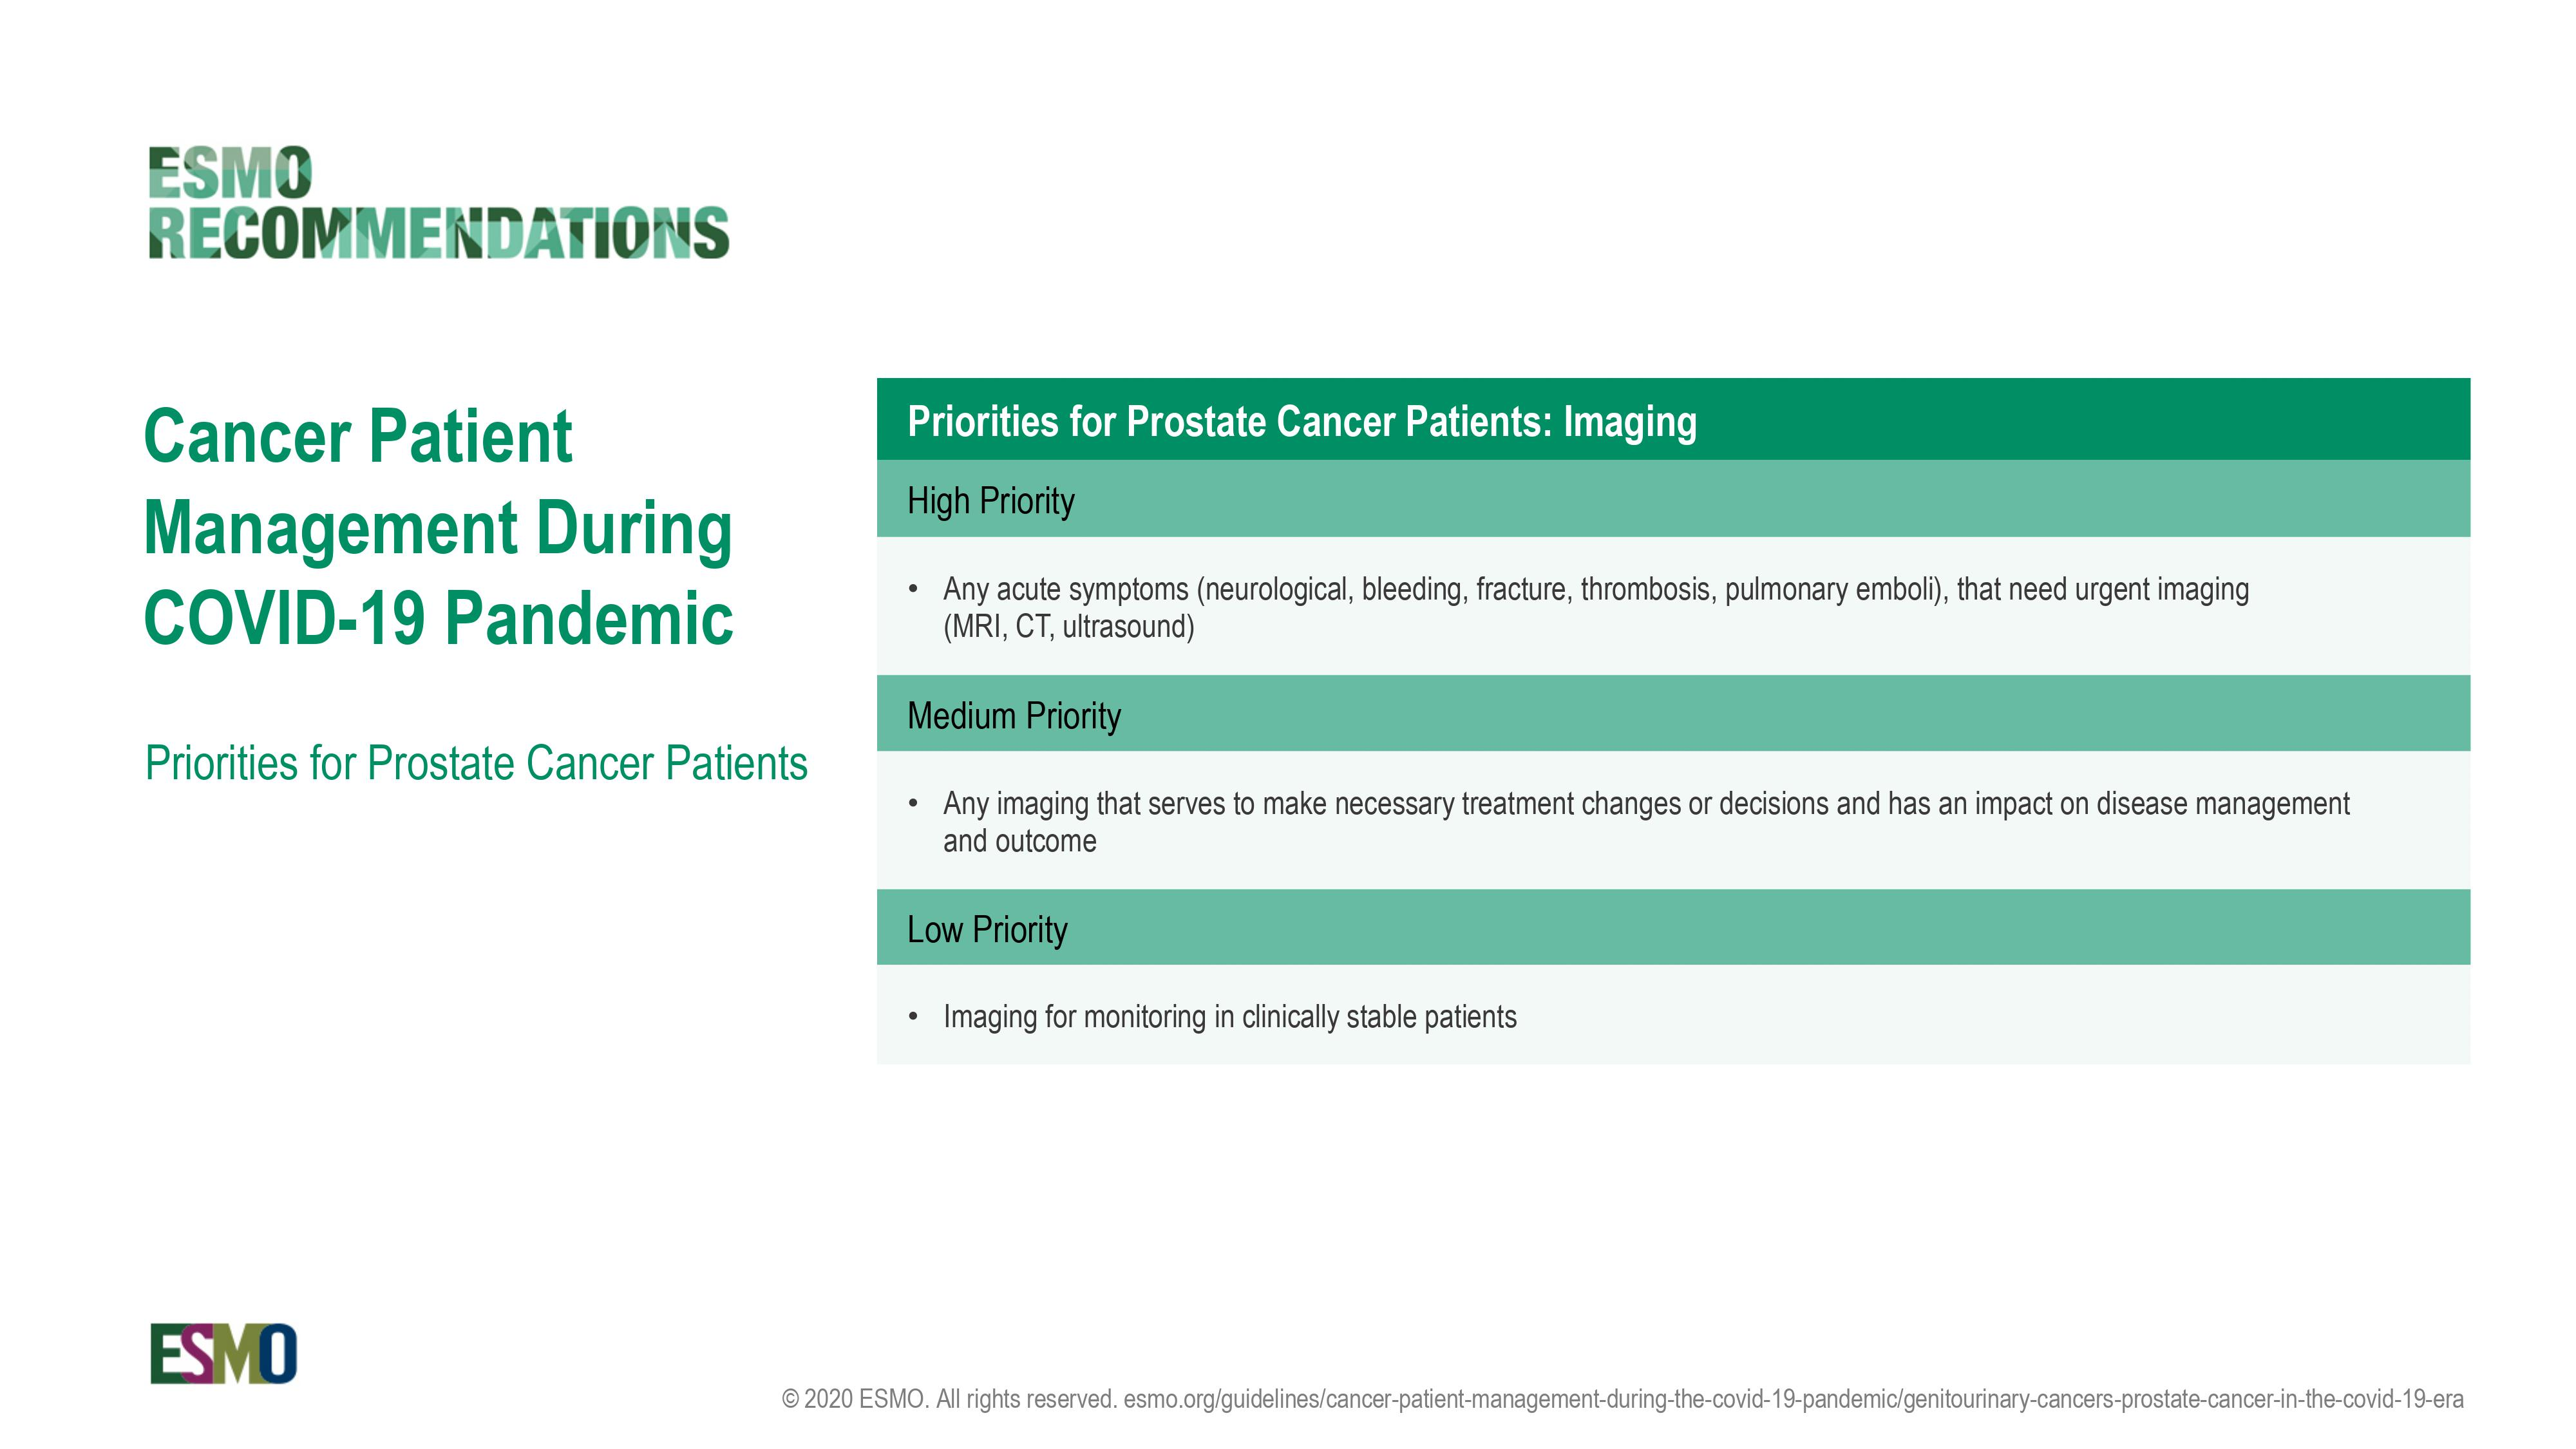 ESMO
RECOMMENDATIONS
Cancer Patient
Management During
COVID-19 Pandemic
Priorities for Prostate Cancer Patients
Priorities for Prostate Cancer Patients: Imaging
High Priority
• Any acute symptoms (neurological, bleeding, fracture, thrombosis, pulmonary emboli), that need urgent imaging
(MRI, CT, ultrasound)
Medium Priority
• Any imaging that serves to make necessary treatment changes or decisions and has an impact on disease management
and outcome
Low Priority
• Imaging for monitoring in clinically stable patients
ESMO
© 2020 ESMO. All rights reserved. esmo.org/guidelines/cancer-patient-management-during-the-covid-19-pandemic/genitourinary-cancers-prostate-cancer-in-the-covid-19-era